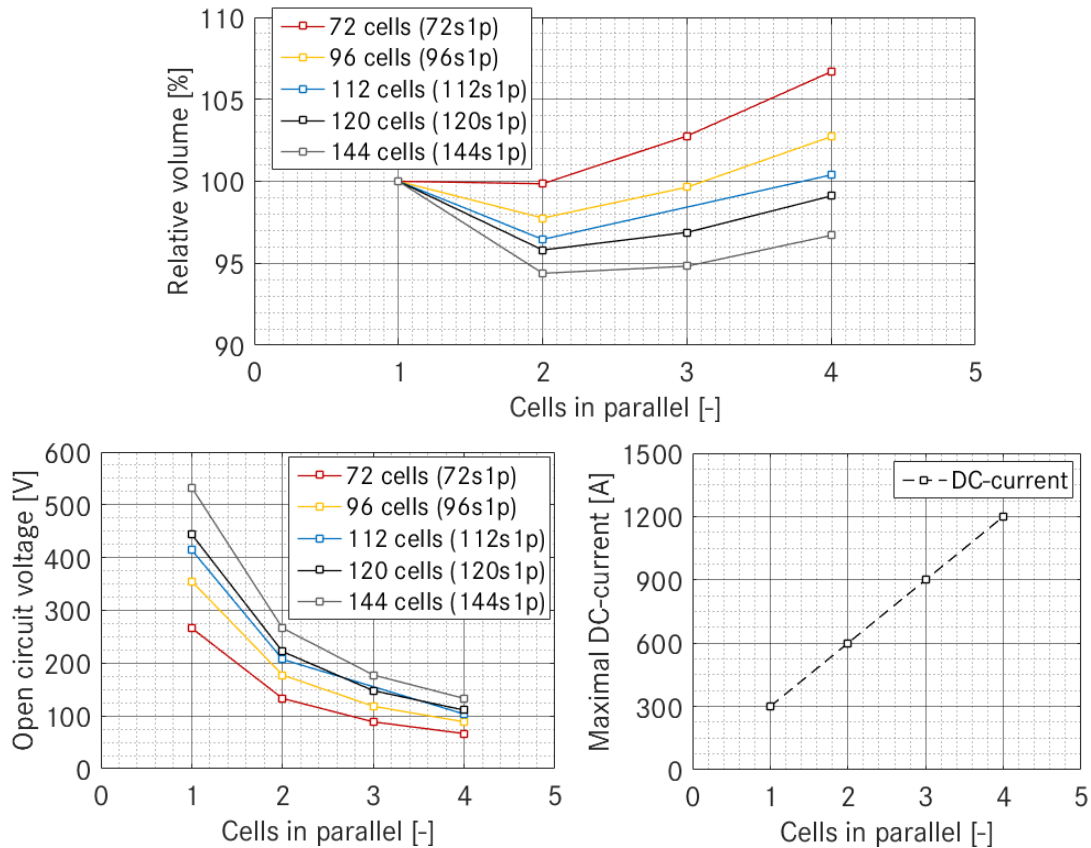 Relative volume [%]
110
105
100
95
90
72 cells (72s1p)
96 cells (96s1p)
112 cells (112s1p)
120 cells (120s1p)
144 cells (144s1p)
0 1 2 3 4 5
Cells in parallel [-]
Open circuit voltage [V]
600
500
400
300
200
100
0
72 cells (72s1p)
96 cells (96s1p)
112 cells (112s1p)
120 cells (120s1p)
144 cells (144s1p)
0 1 2 3 4 5
Cells in parallel [-]
Maximal DC-current [A]
1500
1200
900
600
300
0
DC-current
0 1 2 3 4 5
Cells in parallel [-]